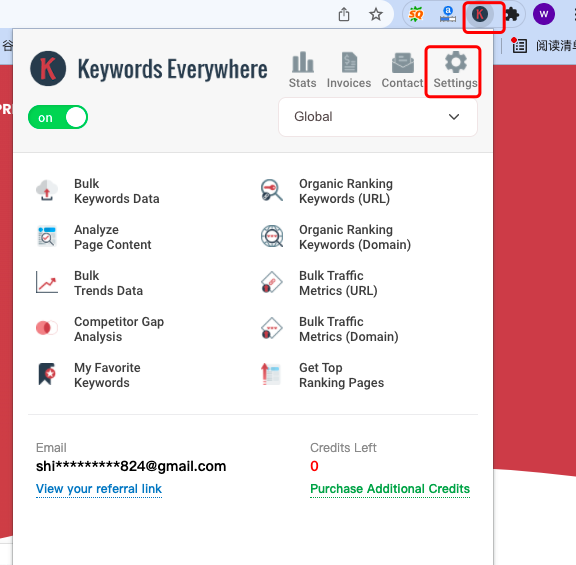 SQ
a
K
W
谷
阅读清单
PRI
K
Keywords Everywhere
Stats
Invoices
Contact
Settings
on
Global
Bulk
Keywords Data
Organic Ranking
Keywords (URL)
Analyze
Page Content
Organic Ranking
Keywords (Domain)
Bulk
Trends Data
Bulk Traffic
Metrics (URL)
Competitor Gap
Analysis
Bulk Traffic
Metrics (Domain)
My Favorite
Keywords
Get Top
Ranking Pages
Email
Credits Left
shi*********824@gmail.com
0
View your referral link
Purchase Additional Credits